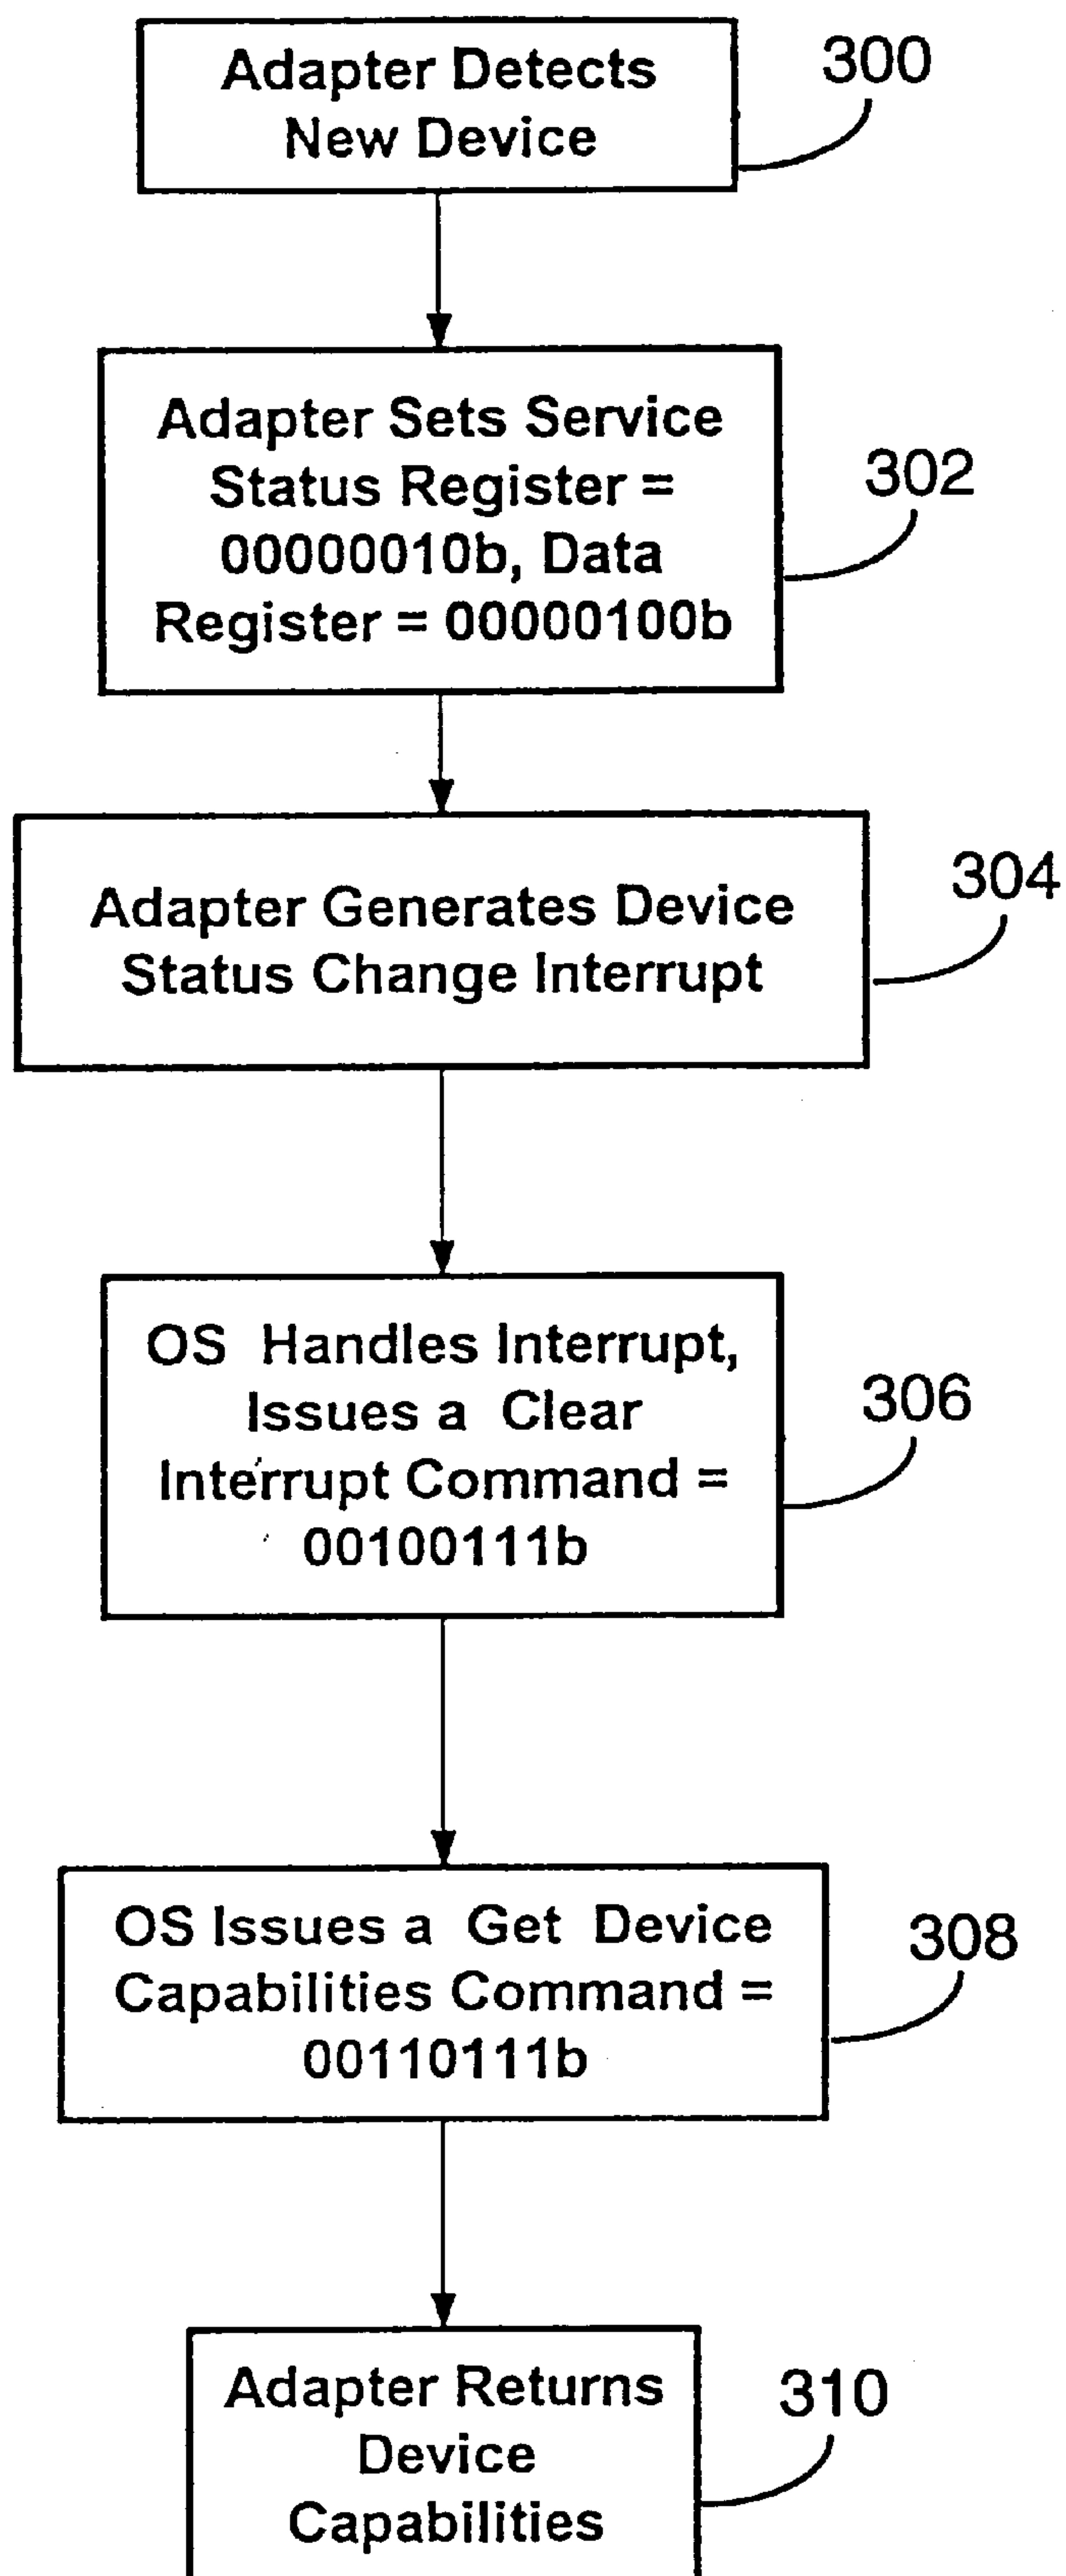 Adapter Detects
New Device
300
Adapter Sets Service
Status Register =
00000010b, Data
Register = 00000100b
302
Adapter Generates Device
Status Change Interrupt
304
OS Handles Interrupt,
Issues a Clear
Interrupt Command =
00100111b
306
OS Issues a Get Device
Capabilities Command =
00110111b
308
Adapter Returns
Device
Capabilities
310